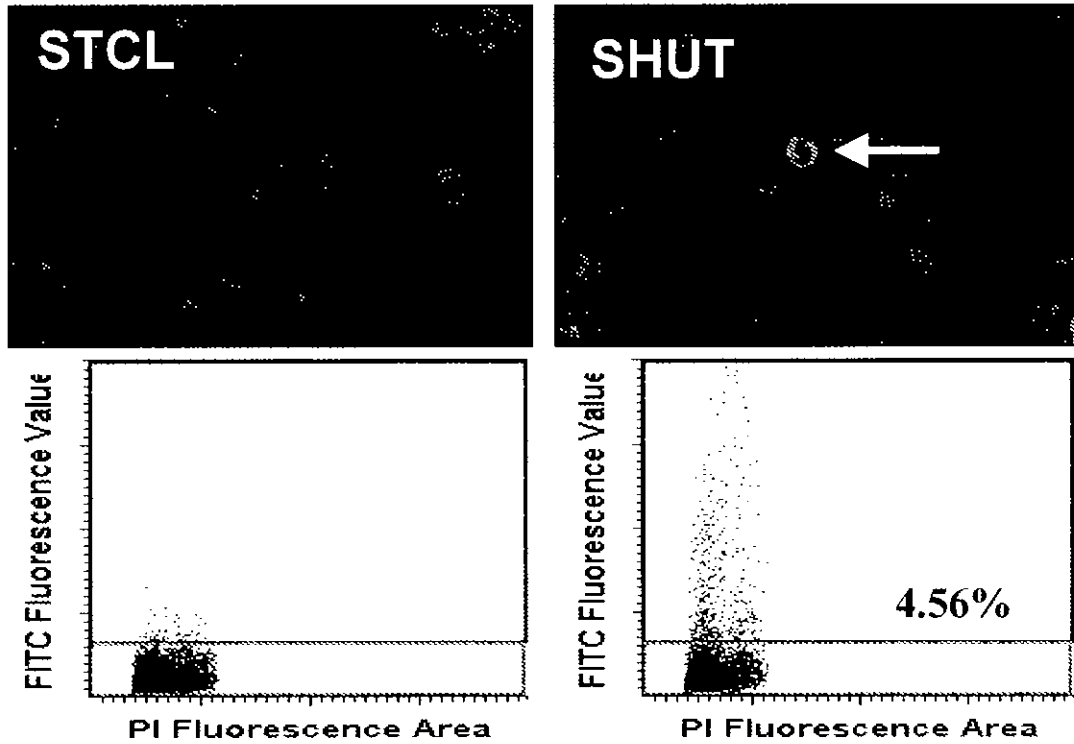 STCL
SHUT
FITC Fluorescence Value
PI Fluorescence Area
FITC Fluorescence Value
4.56%
PI Fluorescence Area